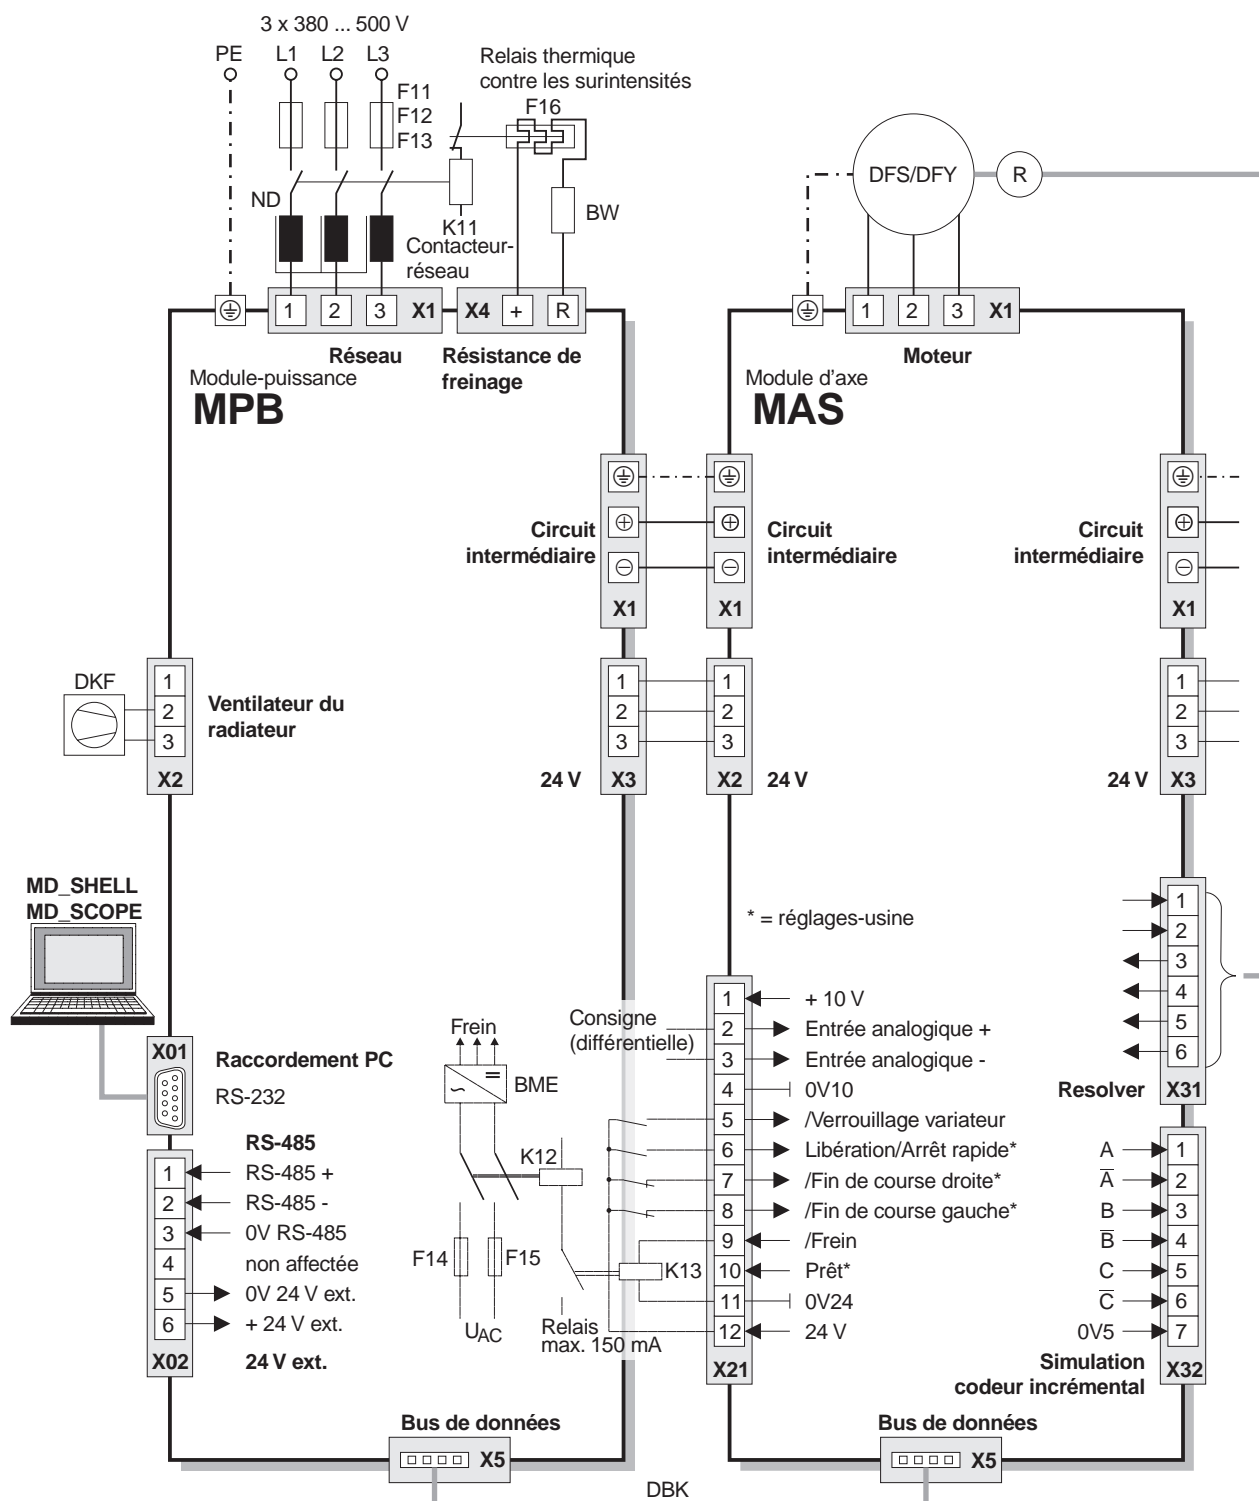 3 x 380 ... 500 V
PE L1 L2 L3
F11
F12
F13
Relais thermique
contre les surintensités
F16
ND
K11
Contacteur-
réseau
BW
DFS/DFY R
1 2 3 X1
X4 + R
1 2 3 X1
Réseau
Résistance de
freinage
Moteur
Module-puissance
MPB
Module d'axe
MAS
Circuit
intermédiaire
X1
X1
Circuit
intermédiaire
Circuit
intermédiaire
X1
DKF
1
2
3
X2
Ventilateur du
radiateur
1
2
3
24 V X3
1
2
3
X2 24 V
1
2
3
24 V X3
MD_SHELL
MD_SCOPE
X01
Raccordement PC
RS-232
RS-485
1 RS-485 +
2 RS-485 -
3 0V RS-485
4 non affectée
5 0V 24 V ext.
6 + 24 V ext.
X02 24 V ext.
Frein
BME
K12
F14 F15
K13
UAC
Relais
max. 150 mA
Consigne
(différentielle)
* = réglages-usine
1 + 10 V
2 Entrée analogique +
3 Entrée analogique -
4 0V10
5 /Verrouillage variateur
6 Libération/Arrêt rapide*
7 /Fin de course droite*
8 /Fin de course gauche*
9 /Frein
10 Prêt*
11 0V24
12 24 V
X21
1
2
3
4
5
6
Resolver X31
A 1
A̅ 2
B 3
B̅ 4
C 5
C̅ 6
0V5 7
Simulation
codeur incrémental
X32
Bus de données
X5
Bus de données
X5
DBK